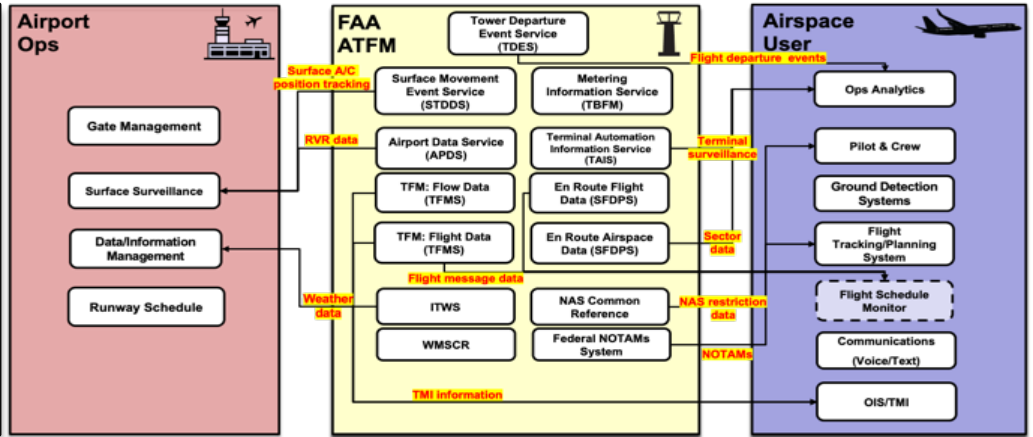 Airport
Ops
Gate Management
Surface Surveillance
Data/Information
Management
Runway Schedule
Surface A/C
position tracking
RVR data
Weather
data
FAA
ATFM
Tower Departure
Event Service
(TDES)
Surface Movement
Event Service
(STDDS)
Metering
Information Service
(TBFM)
Airport Data Service
(APDS)
Terminal Automation
Information Service
(TAIS)
TFM: Flow Data
(TFMS)
En Route Flight
Data (SFDPS)
TFM: Flight Data
(TFMS)
En Route Airspace
Data (SFDPS)
Flight message data
ITWS
NAS Common
Reference
WMSCR
Federal NOTAMs
System
TMI information
Flight departure events
Terminal
surveillance
Sector
data
NAS restriction
data
NOTAMs
Airspace
User
Ops Analytics
Pilot & Crew
Ground Detection
Systems
Flight
Tracking/Planning
System
Flight Schedule
Monitor
Communications
(Voice/Text)
OIS/TMI